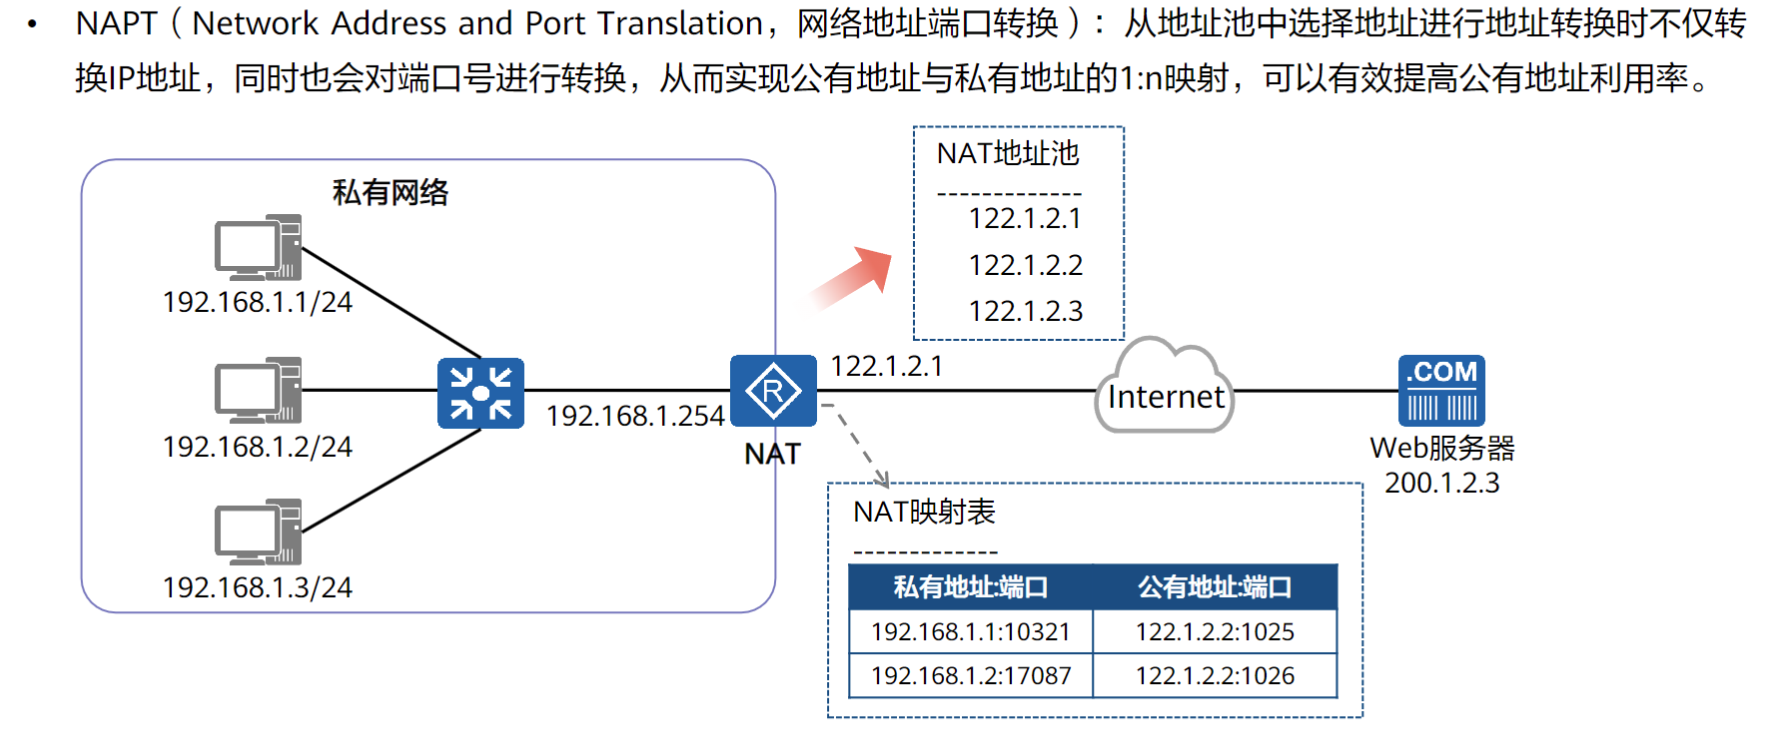 • NAPT（Network Address and Port Translation，网络地址端口转换）：从地址池中选择地址进行地址转换时不仅转
换IP地址，同时也会对端口号进行转换，从而实现公有地址与私有地址的1:n映射，可以有效提高公有地址利用率。
NAT地址池
-------------
122.1.2.1
122.1.2.2
122.1.2.3
私有网络
192.168.1.1/24
192.168.1.2/24
192.168.1.3/24
192.168.1.254
R
NAT
122.1.2.1
Internet
.COM
Web服务器
200.1.2.3
NAT映射表
-------------
私有地址:端口 公有地址:端口
192.168.1.1:10321 122.1.2.2:1025
192.168.1.2:17087 122.1.2.2:1026